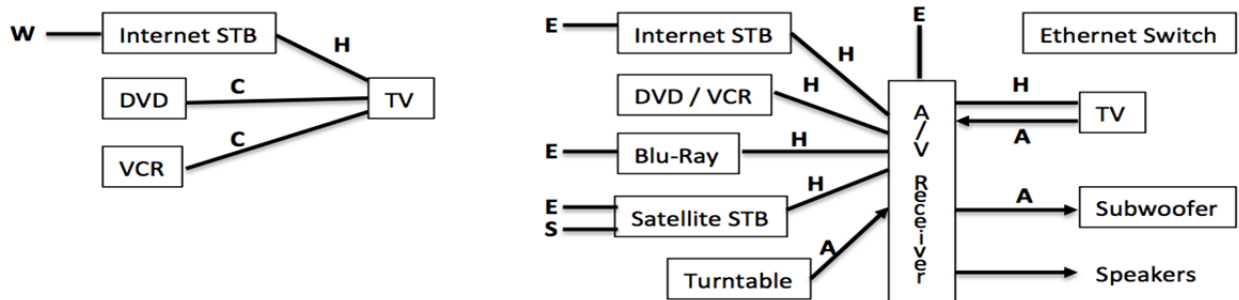 W
Internet STB
H
DVD
C
TV
C
VCR
E
Internet STB
H
E
Ethernet Switch
DVD / VCR
H
A/V Receiver
H
TV
A
E
Blu-Ray
H
E
S
Satellite STB
H
A
Subwoofer
A
Turntable
Speakers